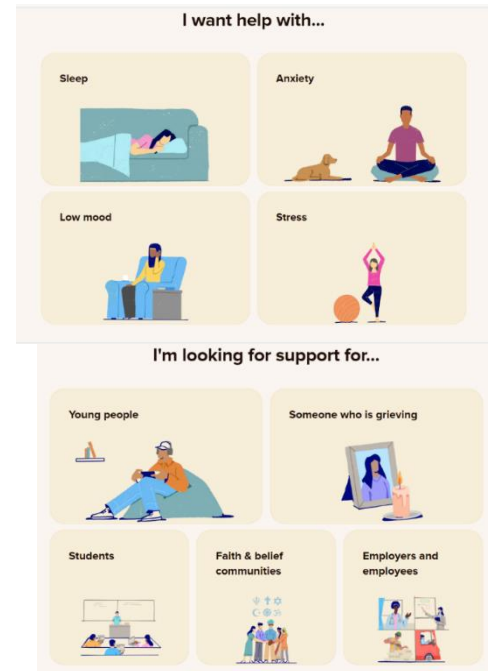 I want help with...
Sleep
Anxiety
Low mood
Stress
I'm looking for support for...
Young people
Someone who is grieving
Students
Faith & belief
communities
Employers and
employees